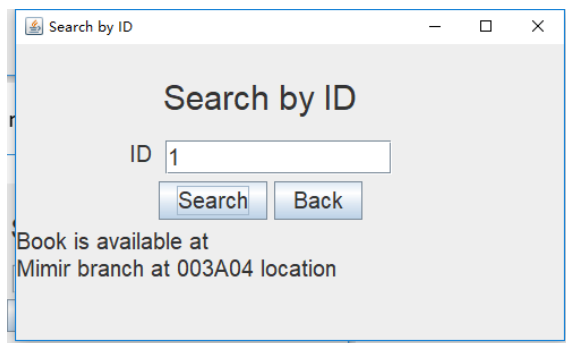 Search by ID
Search by ID
ID 1
Search Back
Book is available at
Mimir branch at 003A04 location